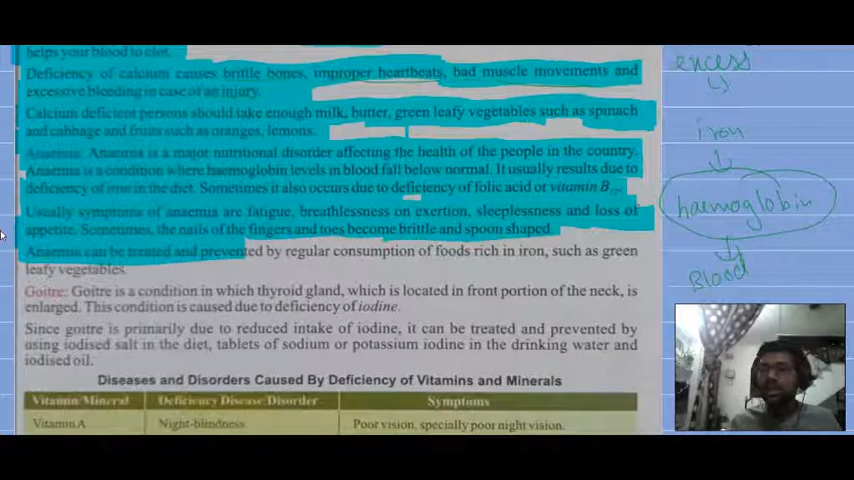 helps your blood to clot.
Deficiency of calcium causes brittle bones, improper heartbeats, bad muscle movements and
excessive bleeding in case of an injury.
Calcium deficient persons should take enough milk, butter, green leafy vegetables such as spinach
and cabbage and fruits such as oranges, lemons.
Anaemia: Anaemia is a major nutritional disorder affecting the health of the people in the country.
Anaemia is a condition where haemoglobin levels in blood fall below normal. It usually results due to
deficiency of iron in the diet. Sometimes it also occurs due to deficiency of folic acid or vitamin B12.
Usually symptoms of anaemia are fatigue, breathlessness on exertion, sleeplessness and loss of
appetite. Sometimes, the nails of the fingers and toes become brittle and spoon shaped.
Anaemia can be treated and prevented by regular consumption of foods rich in iron, such as green
leafy vegetables.
Goitre: Goitre is a condition in which thyroid gland, which is located in front portion of the neck, is
enlarged. This condition is caused due to deficiency of iodine.
Since goitre is primarily due to reduced intake of iodine, it can be treated and prevented by
using iodised salt in the diet, tablets of sodium or potassium iodine in the drinking water and
iodised oil.
Diseases and Disorders Caused By Deficiency of Vitamins and Minerals
Vitamin/Mineral Deficiency Disease/Disorder Symptoms
Vitamin A Night-blindness Poor vision, specially poor night vision.
excess
iron
haemoglobin
Blood